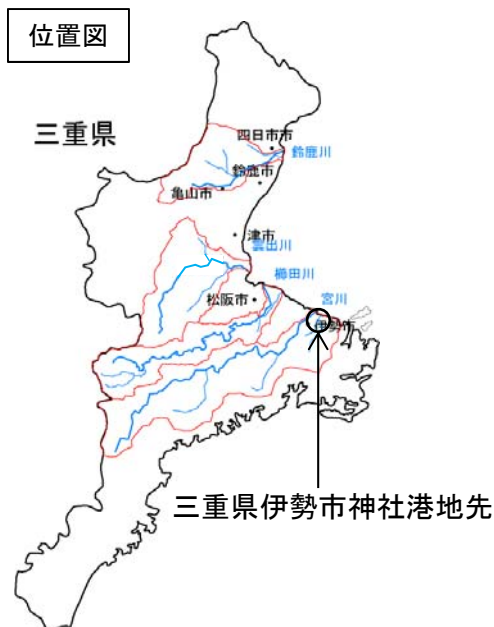 位置図
三重県
四日市市
鈴鹿川
鈴鹿市
亀山市
津市
雲出川
櫛田川
松阪市
宮川
伊勢市
三重県伊勢市神社港地先